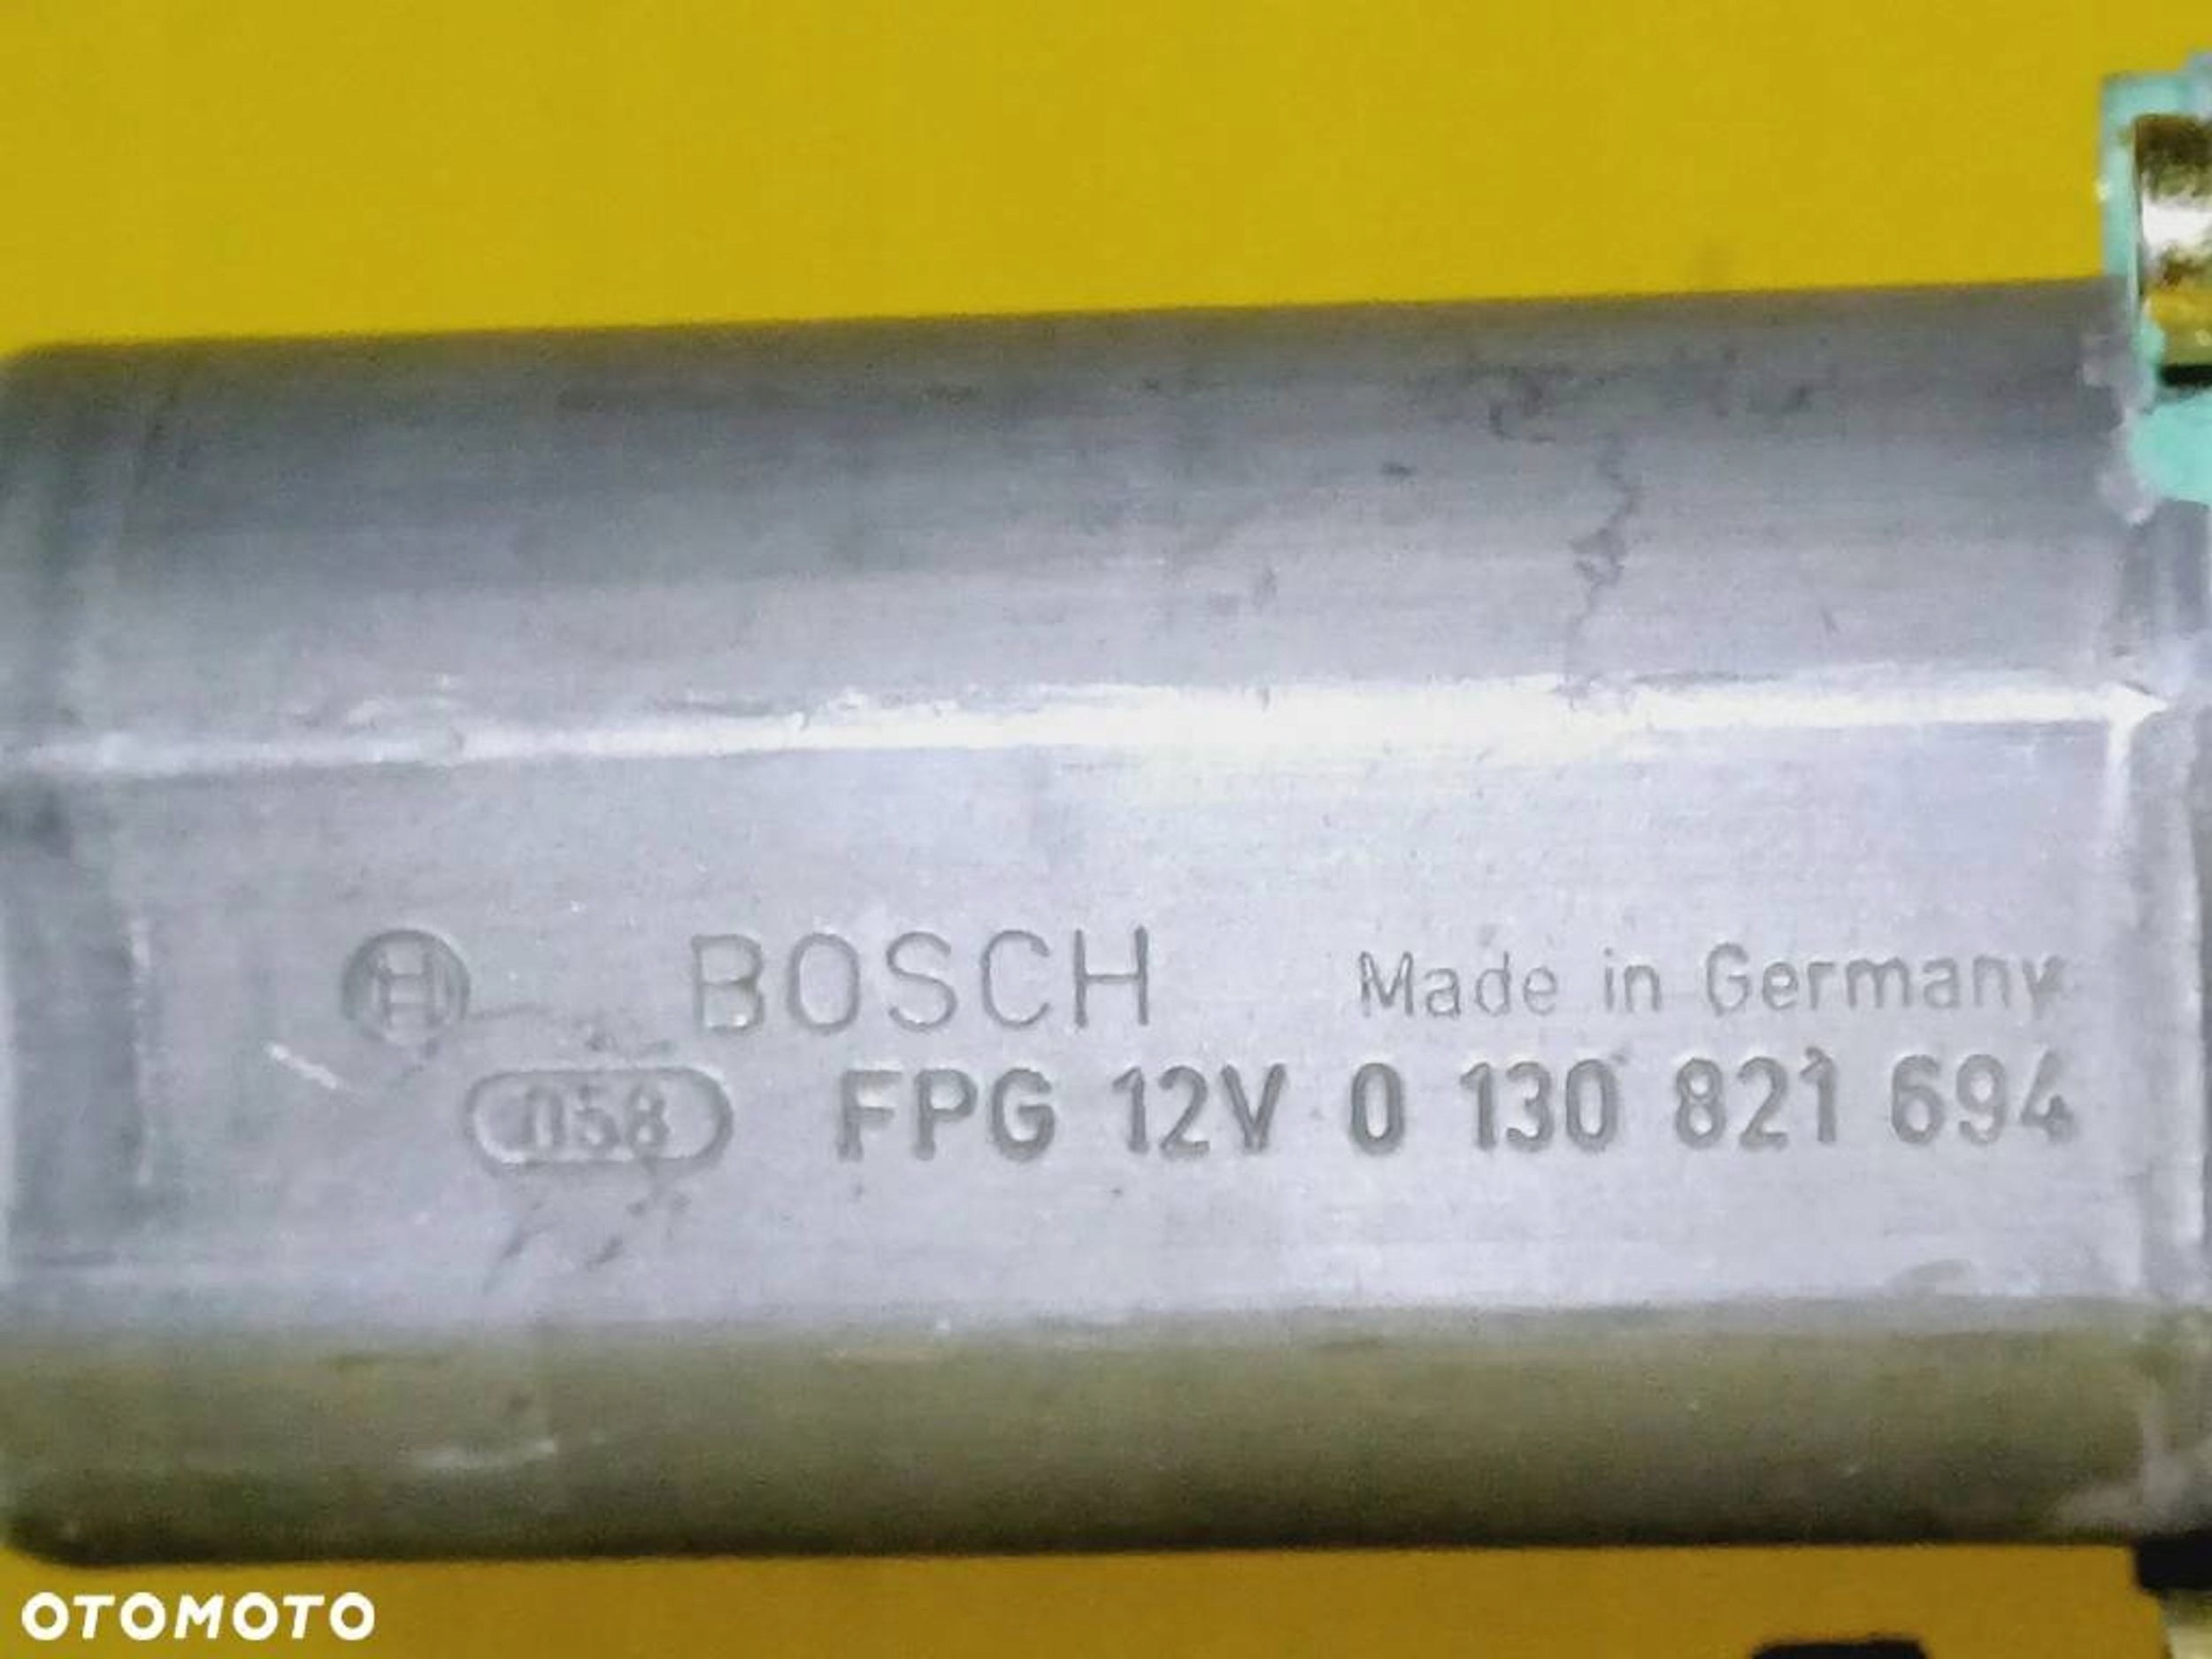 BOSCH Made in Germany
058 FPG 12V 0 130 821 694
OTOMOTO